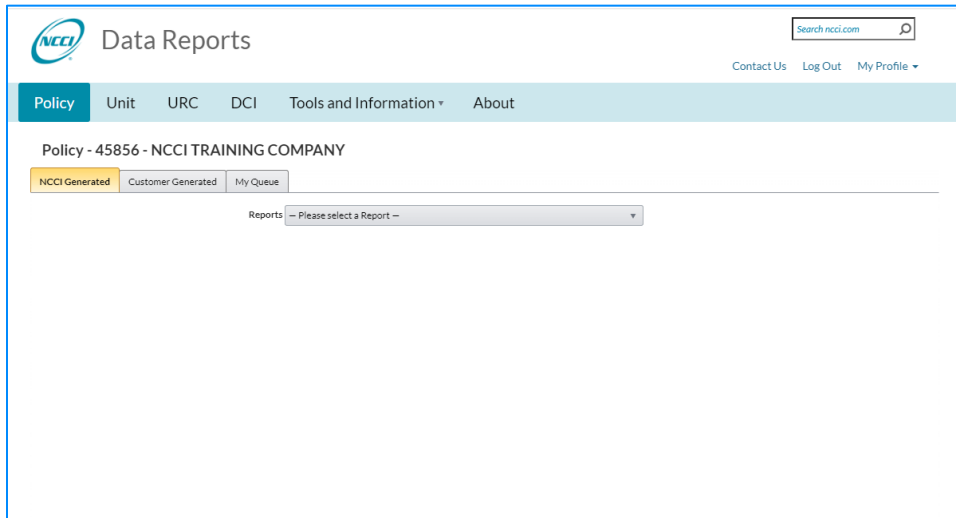 NCCI
Data Reports
Search ncci.com
Contact Us Log Out My Profile
Policy Unit URC DCI Tools and Information About
Policy - 45856 - NCCI TRAINING COMPANY
NCCI Generated Customer Generated My Queue
Reports — Please select a Report —